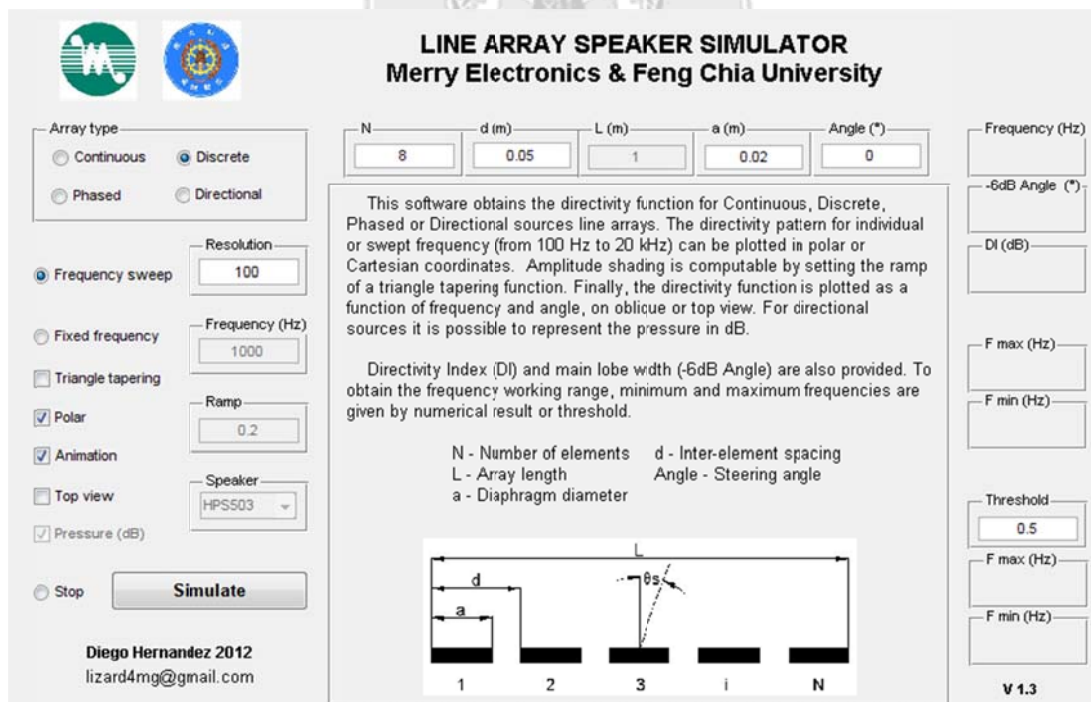 LINE ARRAY SPEAKER SIMULATOR
Merry Electronics & Feng Chia University
Array type
Continuous
Discrete
Phased
Directional
N
8
d (m)
0.05
L (m)
1
a (m)
0.02
Angle (°)
0
Frequency sweep
Resolution
100
Fixed frequency
Frequency (Hz)
1000
Triangle tapering
Polar
Ramp
0.2
Animation
Top view
Speaker
HPS503
Pressure (dB)
Stop
Simulate
Diego Hernandez 2012
lizard4mg@gmail.com
This software obtains the directivity function for Continuous, Discrete,
Phased or Directional sources line arrays. The directivity pattern for individual
or swept frequency (from 100 Hz to 20 kHz) can be plotted in polar or
Cartesian coordinates. Amplitude shading is computable by setting the ramp
of a triangle tapering function. Finally, the directivity function is plotted as a
function of frequency and angle, on oblicue or top view. For directional
sources it is possible to represent the pressure in dB.
Directivity Index (DI) and main lobe width (-6dB Angle) are also provided. To
obtain the frequency working range, minimum and maximum frequencies are
given by numerical result or threshold.
N - Number of elements d - Inter-element spacing
L - Array length Angle - Steering angle
a - Diaphragm diameter
L
d
θs
a
1 2 3 i N
Frequency (Hz)
-6dB Angle (°)
DI (dB)
F max (Hz)
F min (Hz)
Threshold
0.5
F max (Hz)
F min (Hz)
V 1.3